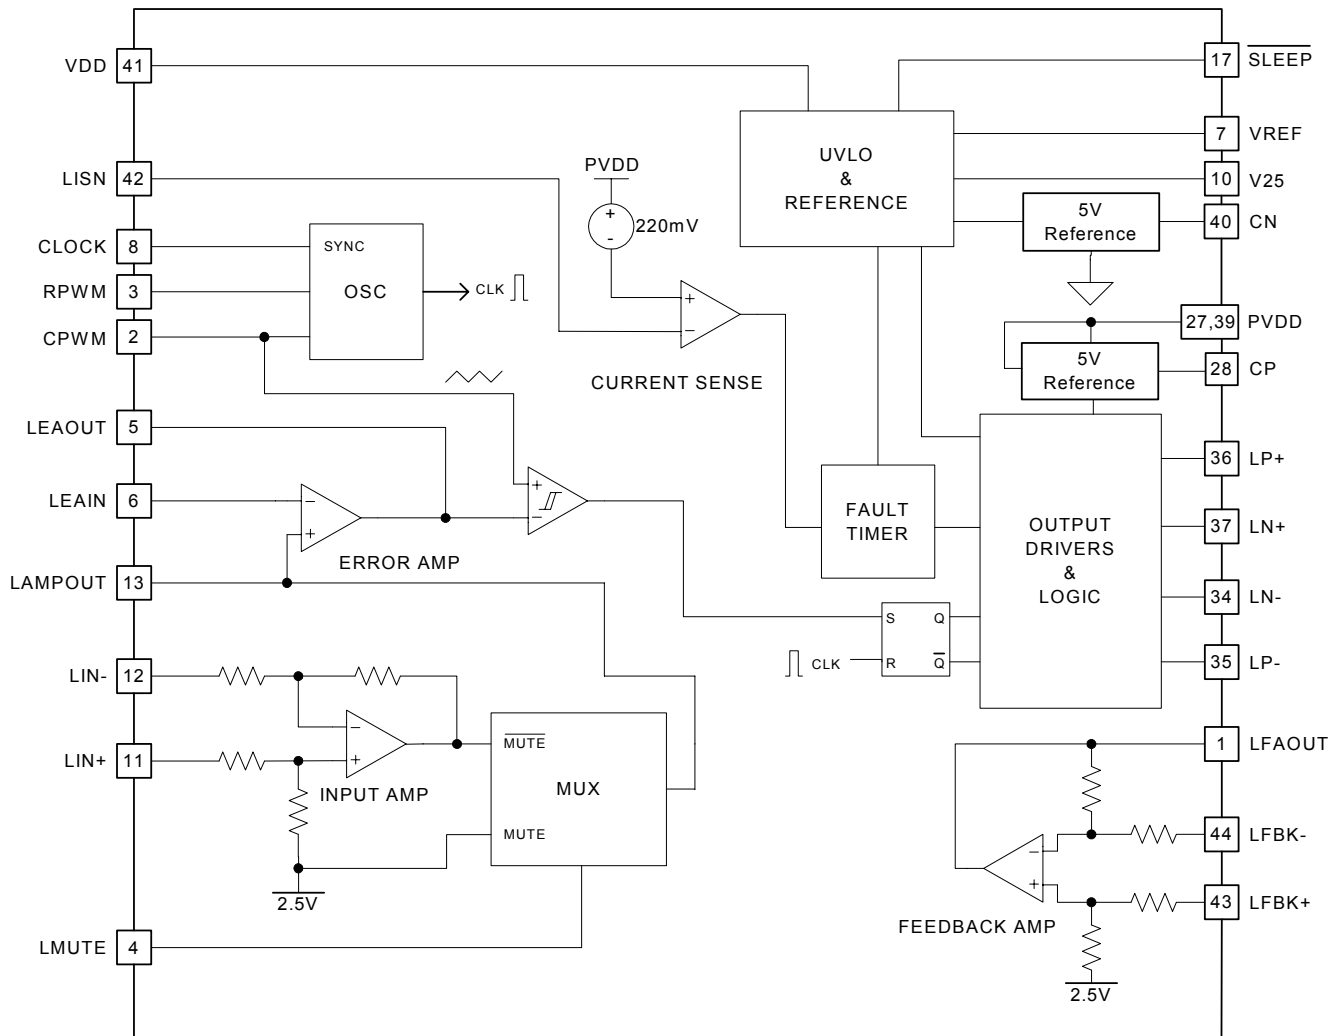 VDD 41
17 SLEEP
7 VREF
UVLO
&
REFERENCE
LISN 42
PVDD
10 V25
+
-
220mV
5V
Reference
40 CN
CLOCK 8
SYNC
RPWM 3
OSC
CLK
CPWM 2
+
−
27,39 PVDD
5V
Reference
28 CP
CURRENT SENSE
LEAOUT 5
36 LP+
LEAIN 6
−
+
ERROR AMP
+
−
FAULT
TIMER
OUTPUT
DRIVERS
&
LOGIC
37 LN+
LAMPOUT 13
34 LN-
S Q
CLK
R Q
35 LP-
LIN- 12
−
+
LIN+ 11
INPUT AMP
MUTE
MUX
MUTE
2.5V
1 LFAOUT
44 LFBK-
−
+
43 LFBK+
FEEDBACK AMP
2.5V
LMUTE 4